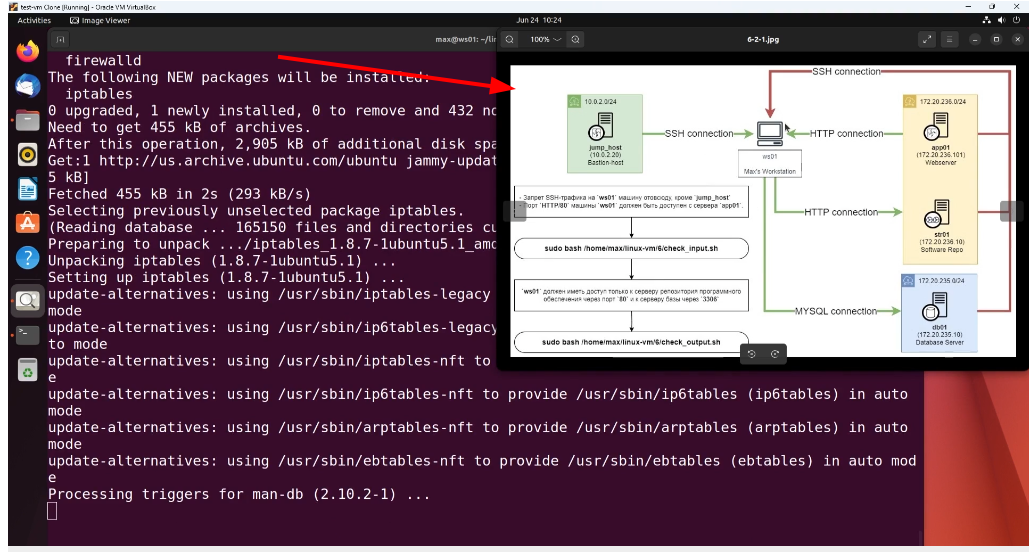 test-vm Clone [Running] - Oracle VM VirtualBox
Activities
Image Viewer
Jun 24 10:24
max@ws01: ~/li
firewalld
The following NEW packages will be installed:
iptables
0 upgraded, 1 newly installed, 0 to remove and 432 no
Need to get 455 kB of archives.
After this operation, 2,905 kB of additional disk spa
Get:1 http://us.archive.ubuntu.com/ubuntu jammy-updat
5 kB]
Fetched 455 kB in 2s (293 kB/s)
Selecting previously unselected package iptables.
(Reading database ... 165150 files and directories cu
Preparing to unpack .../iptables_1.8.7-1ubuntu5.1_amd
Unpacking iptables (1.8.7-1ubuntu5.1) ...
Setting up iptables (1.8.7-1ubuntu5.1) ...
update-alternatives: using /usr/sbin/iptables-legacy
mode
update-alternatives: using /usr/sbin/ip6tables-legacy
to mode
update-alternatives: using /usr/sbin/iptables-nft to
e
update-alternatives: using /usr/sbin/ip6tables-nft to provide /usr/sbin/ip6tables (ip6tables) in auto
mode
update-alternatives: using /usr/sbin/arptables-nft to provide /usr/sbin/arptables (arptables) in auto
mode
update-alternatives: using /usr/sbin/ebtables-nft to provide /usr/sbin/ebtables (ebtables) in auto mod
e
Processing triggers for man-db (2.10.2-1) ...
100%
6-2-1.jpg
SSH connection
10.0.2.0/24
jump_host
(10.0.2.20)
Bastion-host
SSH connection
ws01
Max's Workstation
HTTP connection
172.20.236.0/24
app01
(172.20.236.101)
Webserver
HTTP connection
str01
(172.20.236.10)
Software Repo
MYSQL connection
172.20.235.0/24
db01
(172.20.235.10)
Database Server
- Запрет SSH-трафика на `ws01` машину отовсюду, кроме `jump_host`
- Порт `HTTP/80` машины `ws01` должен быть доступен с сервера `app01`.
sudo bash /home/max/linux-vm/6/check_input.sh
`ws01` должен иметь доступ только к серверу репозитория программного
обеспечения через порт `80` и к серверу базы через `3306`
sudo bash /home/max/linux-vm/6/check_output.sh